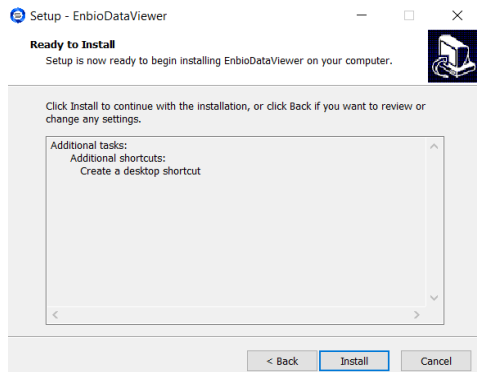 Setup - EnbioDataViewer
Ready to Install
Setup is now ready to begin installing EnbioDataViewer on your computer.
Click Install to continue with the installation, or click Back if you want to review or
change any settings.
Additional tasks:
Additional shortcuts:
Create a desktop shortcut
< Back
Install
Cancel